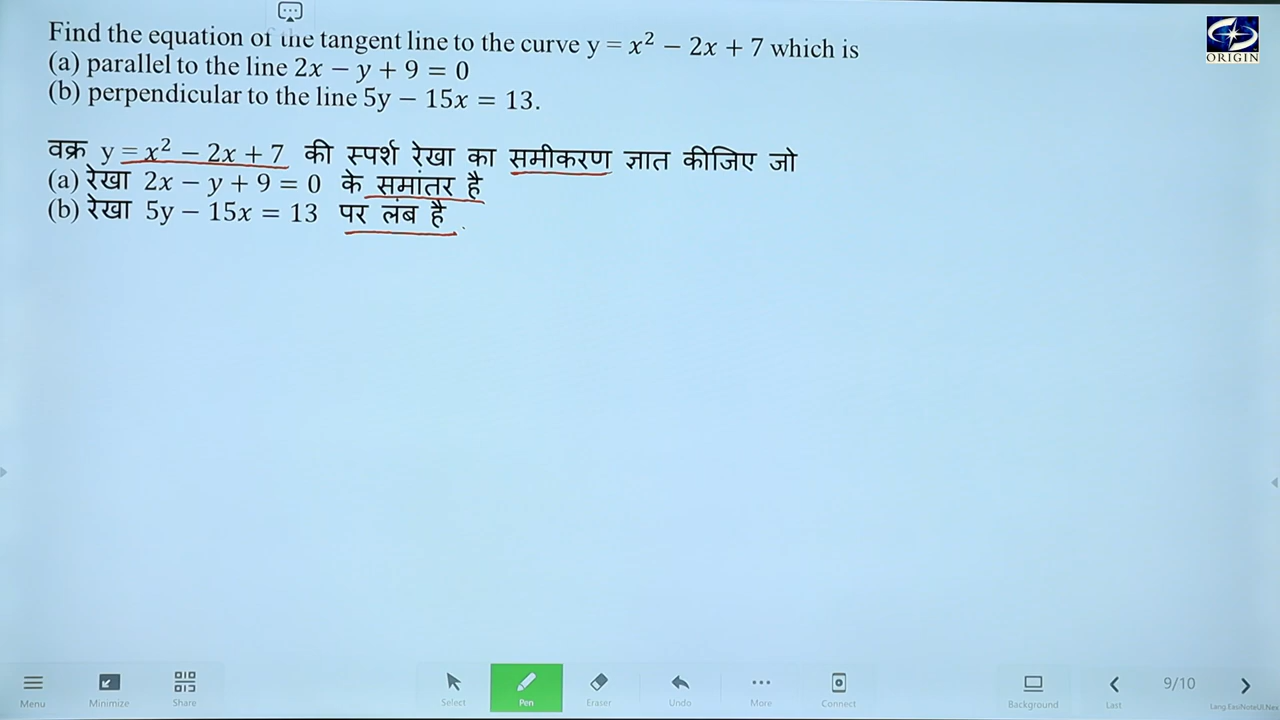 Find the equation of the tangent line to the curve y = x² − 2x + 7 which is
(a) parallel to the line 2x − y + 9 = 0
(b) perpendicular to the line 5y − 15x = 13.
वक्र y = x² − 2x + 7 की स्पर्श रेखा का समीकरण ज्ञात कीजिए जो
(a) रेखा 2x − y + 9 = 0 के समांतर है
(b) रेखा 5y − 15x = 13 पर लंब है
ORIGIN
Menu Minimize Share Select Pen Eraser Undo More Connect Background Last 9/10 Lang.EasiNoteUI.Nex